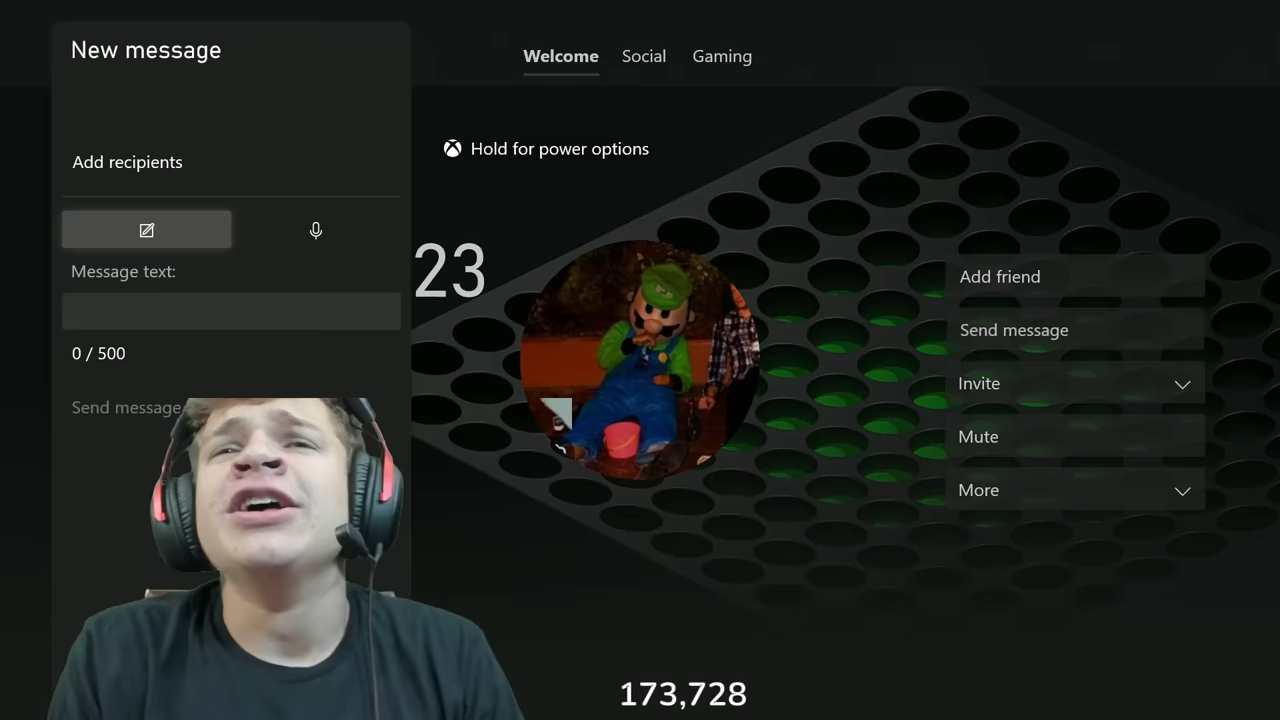 New message
Add recipients
Message text:
0 / 500
Send message
Welcome Social Gaming
Hold for power options
23
Add friend
Send message
Invite
Mute
More
173,728